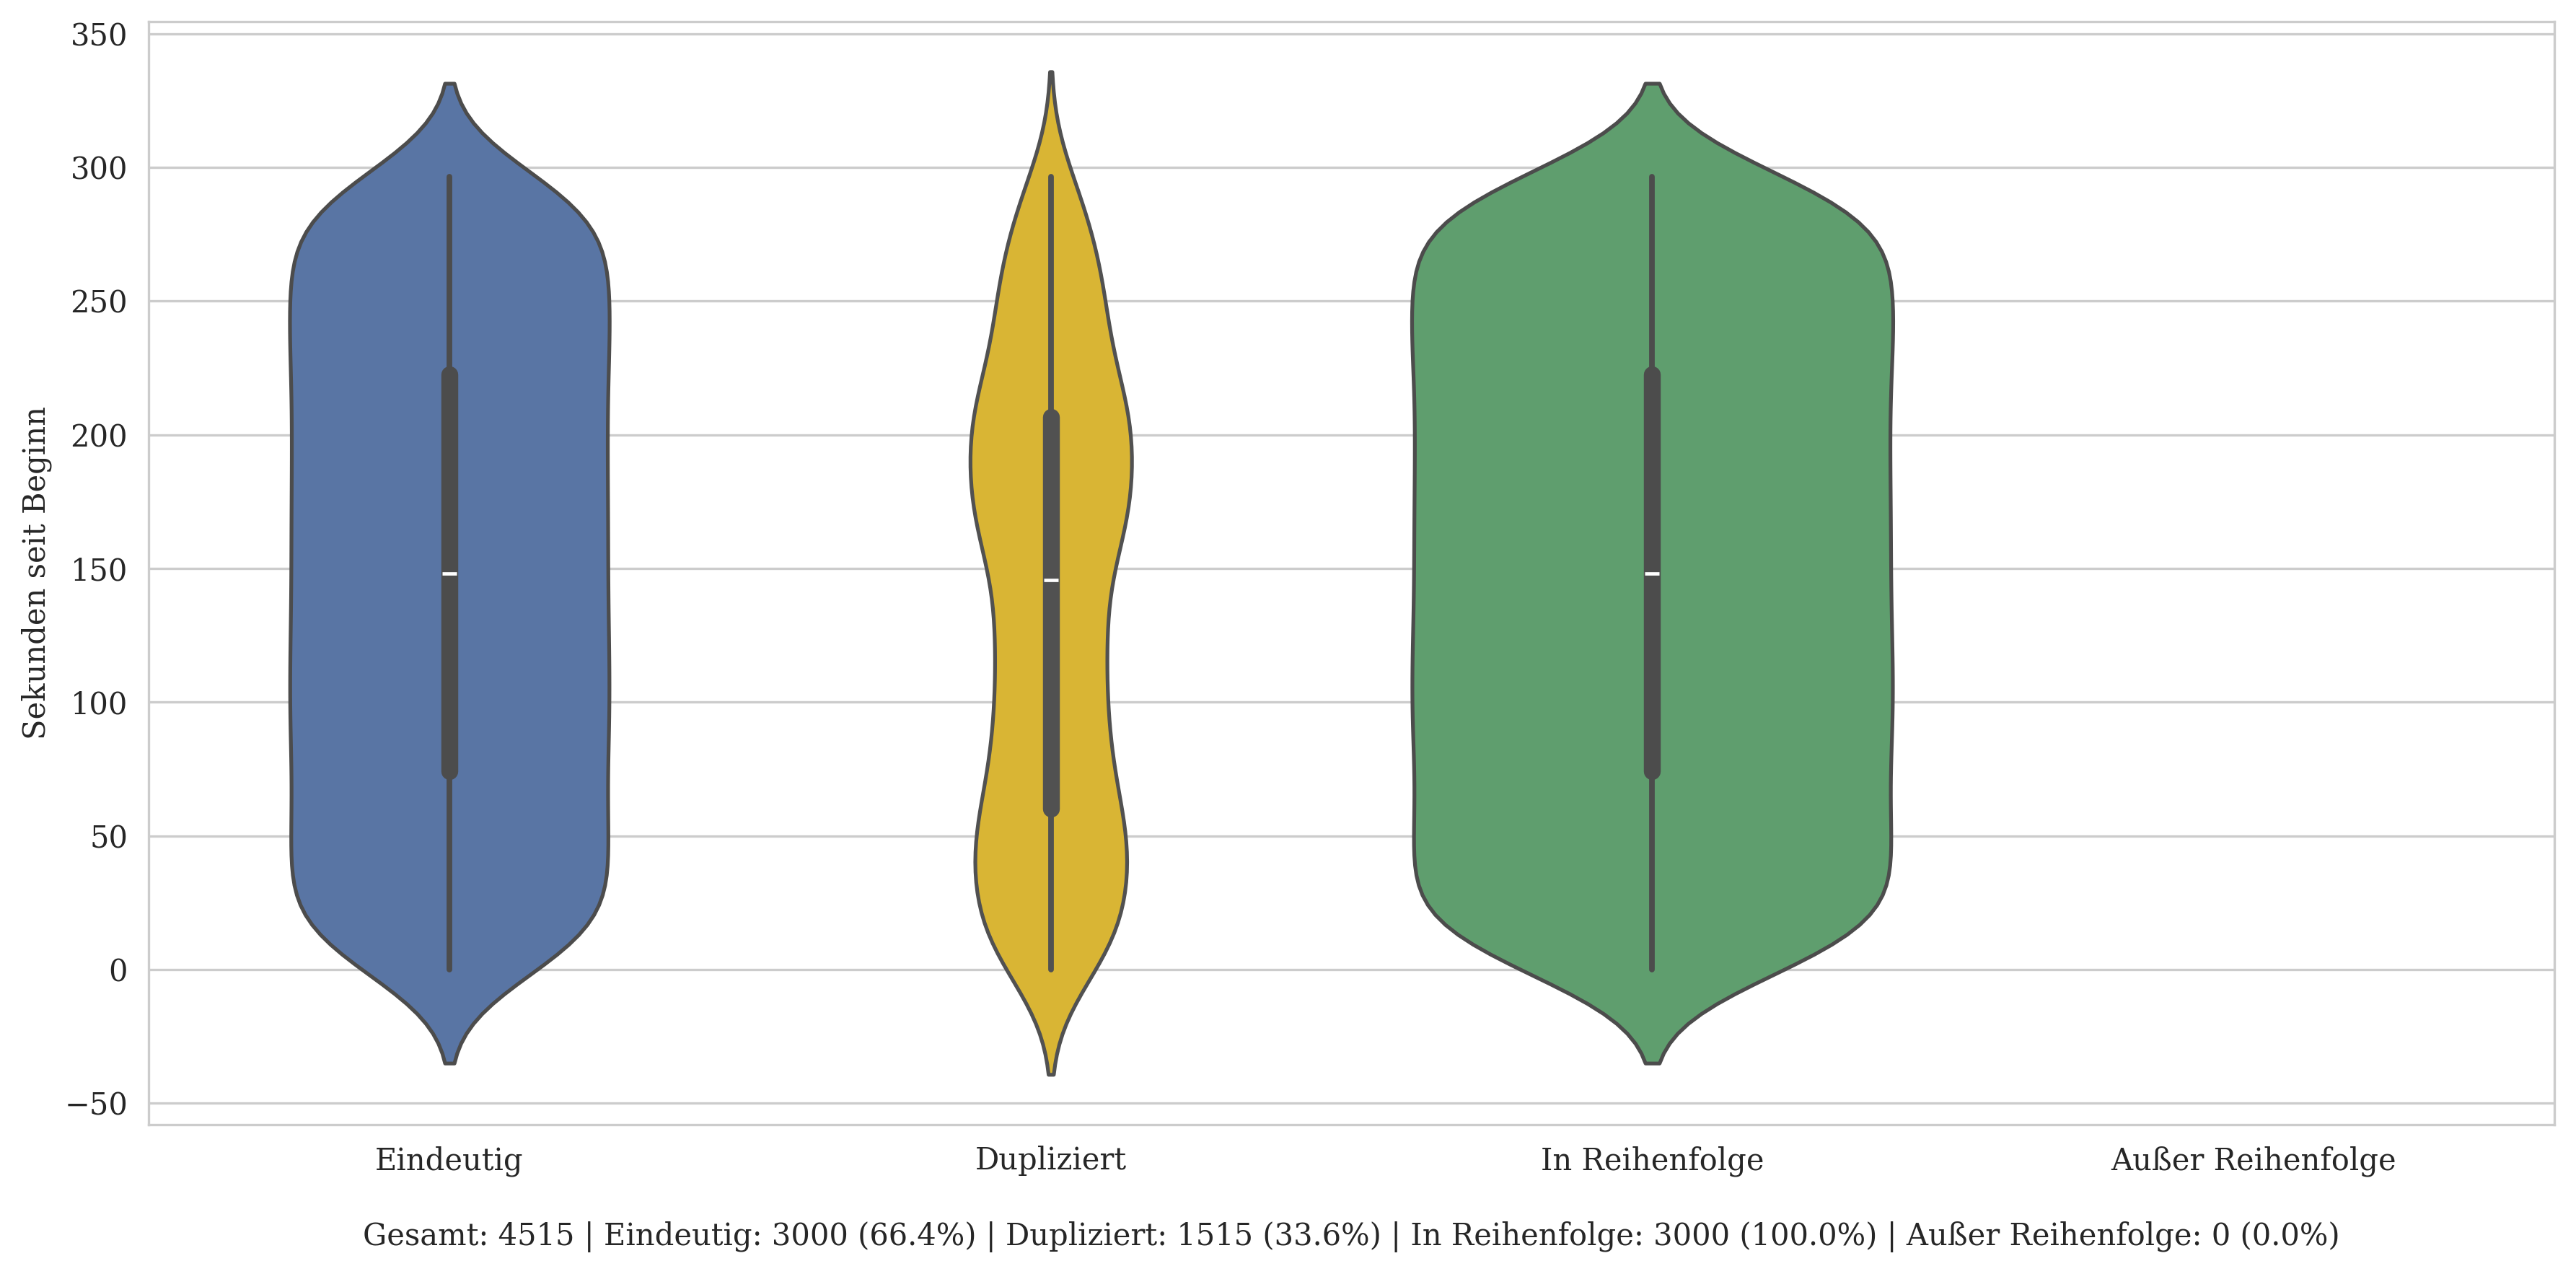 350
300
250
200
150
100
50
0
−50
Sekunden seit Beginn
Eindeutig
Dupliziert
In Reihenfolge
Außer Reihenfolge
Gesamt: 4515 | Eindeutig: 3000 (66.4%) | Dupliziert: 1515 (33.6%) | In Reihenfolge: 3000 (100.0%) | Außer Reihenfolge: 0 (0.0%)